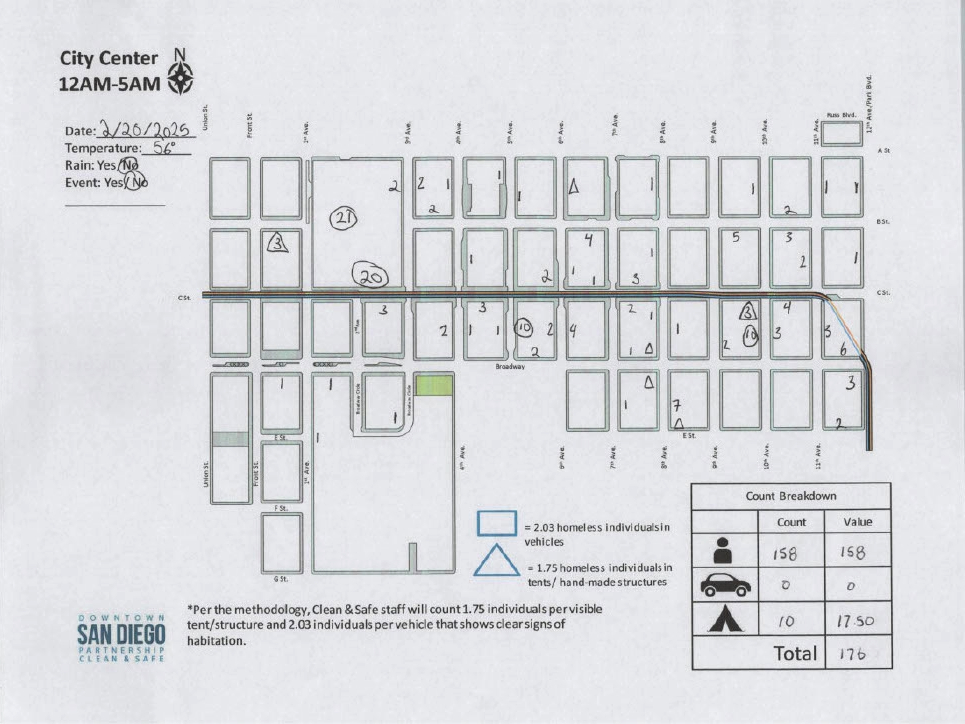 City Center N
12AM-5AM
Date: 2/20/2025
Temperature: 56°
Rain: Yes/No
Event: Yes/No
Union St.
Front St.
1st Ave.
3rd Ave.
4th Ave.
5th Ave.
6th Ave.
7th Ave.
8th Ave.
9th Ave.
10th Ave.
11th Ave.
Russ Blvd.
12th Ave./Park Blvd.
A St
2 2 1 1 1 1 1 1
2 1 2
21
B St.
3 4 1 5 3 1
1 1 2 2
20 2 1 3
C St.
3 3 2 1 3 4
2 1 1 10 2 4 1 10 3 3
2 1 2 6
2nd Ave
Broadway
1 1 1 3
Broadway Circle
Broadway Circle
1 1 7 2
1
E St.
E St.
Union St.
Front St.
1st Ave.
4th Ave.
6th Ave.
7th Ave.
8th Ave.
9th Ave.
10th Ave.
11th Ave.
F St.
G St.
= 2.03 homeless individuals in
vehicles
= 1.75 homeless individuals in
tents/ hand-made structures
Count Breakdown
Count Value
158 158
0 0
10 17.50
Total 176
*Per the methodology, Clean & Safe staff will count 1.75 individuals per visible
tent/structure and 2.03 individuals per vehicle that shows clear signs of
habitation.
DOWNTOWN
SAN DIEGO
PARTNERSHIP
CLEAN & SAFE